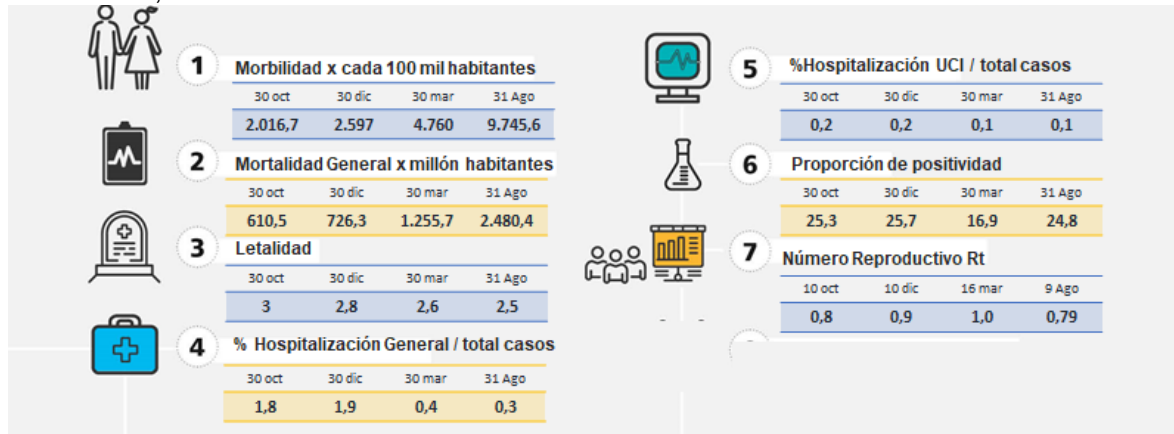 1
Morbilidad x cada 100 mil habitantes
30 oct 30 dic 30 mar 31 Ago
2.016,7 2.597 4.760 9.745,6
2
Mortalidad General x millón habitantes
30 oct 30 dic 30 mar 31 Ago
610,5 726,3 1.255,7 2.480,4
3
Letalidad
30 oct 30 dic 30 mar 31 Ago
3 2,8 2,6 2,5
4
% Hospitalización General / total casos
30 oct 30 dic 30 mar 31 Ago
1,8 1,9 0,4 0,3
5
%Hospitalización UCI / total casos
30 oct 30 dic 30 mar 31 Ago
0,2 0,2 0,1 0,1
6
Proporción de positividad
30 oct 30 dic 30 mar 31 Ago
25,3 25,7 16,9 24,8
7
Número Reproductivo Rt
10 oct 10 dic 16 mar 9 Ago
0,8 0,9 1,0 0,79